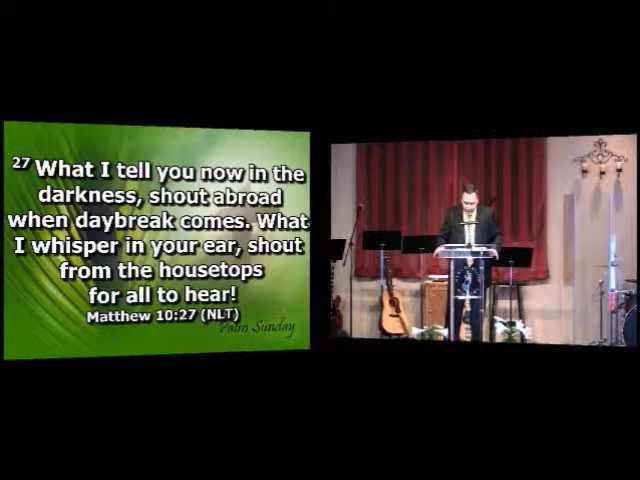 27 What I tell you now in the
darkness, shout abroad
when daybreak comes. What
I whisper in your ear, shout
from the housetops
for all to hear!
Matthew 10:27 (NLT)
Palm Sunday